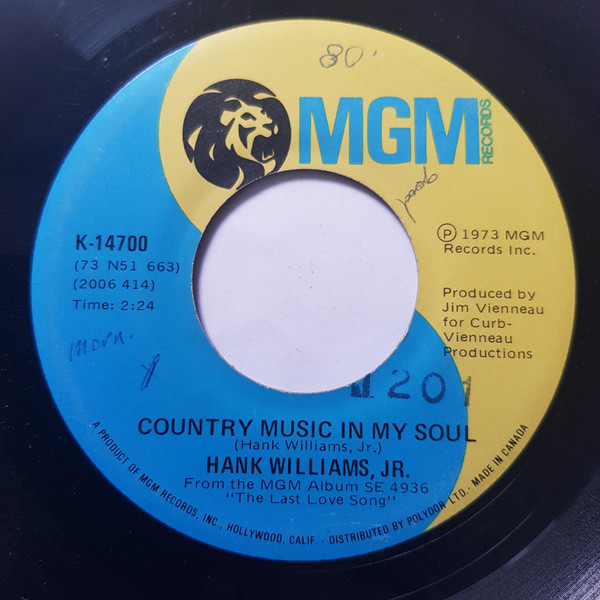 80'
MGM
RECORDS
K-14700
(73 N51 663)
(2006 414)
Time: 2:24
Ⓟ 1973 MGM
Records Inc.
Produced by
Jim Vienneau
for Curb-
Vienneau
Productions
1201
COUNTRY MUSIC IN MY SOUL
(Hank Williams, Jr.)
HANK WILLIAMS, JR.
From the MGM Album SE 4936
"The Last Love Song"
A PRODUCT OF MGM RECORDS, INC., HOLLYWOOD, CALIF. - DISTRIBUTED BY POLYDOR LTD. - MADE IN CANADA